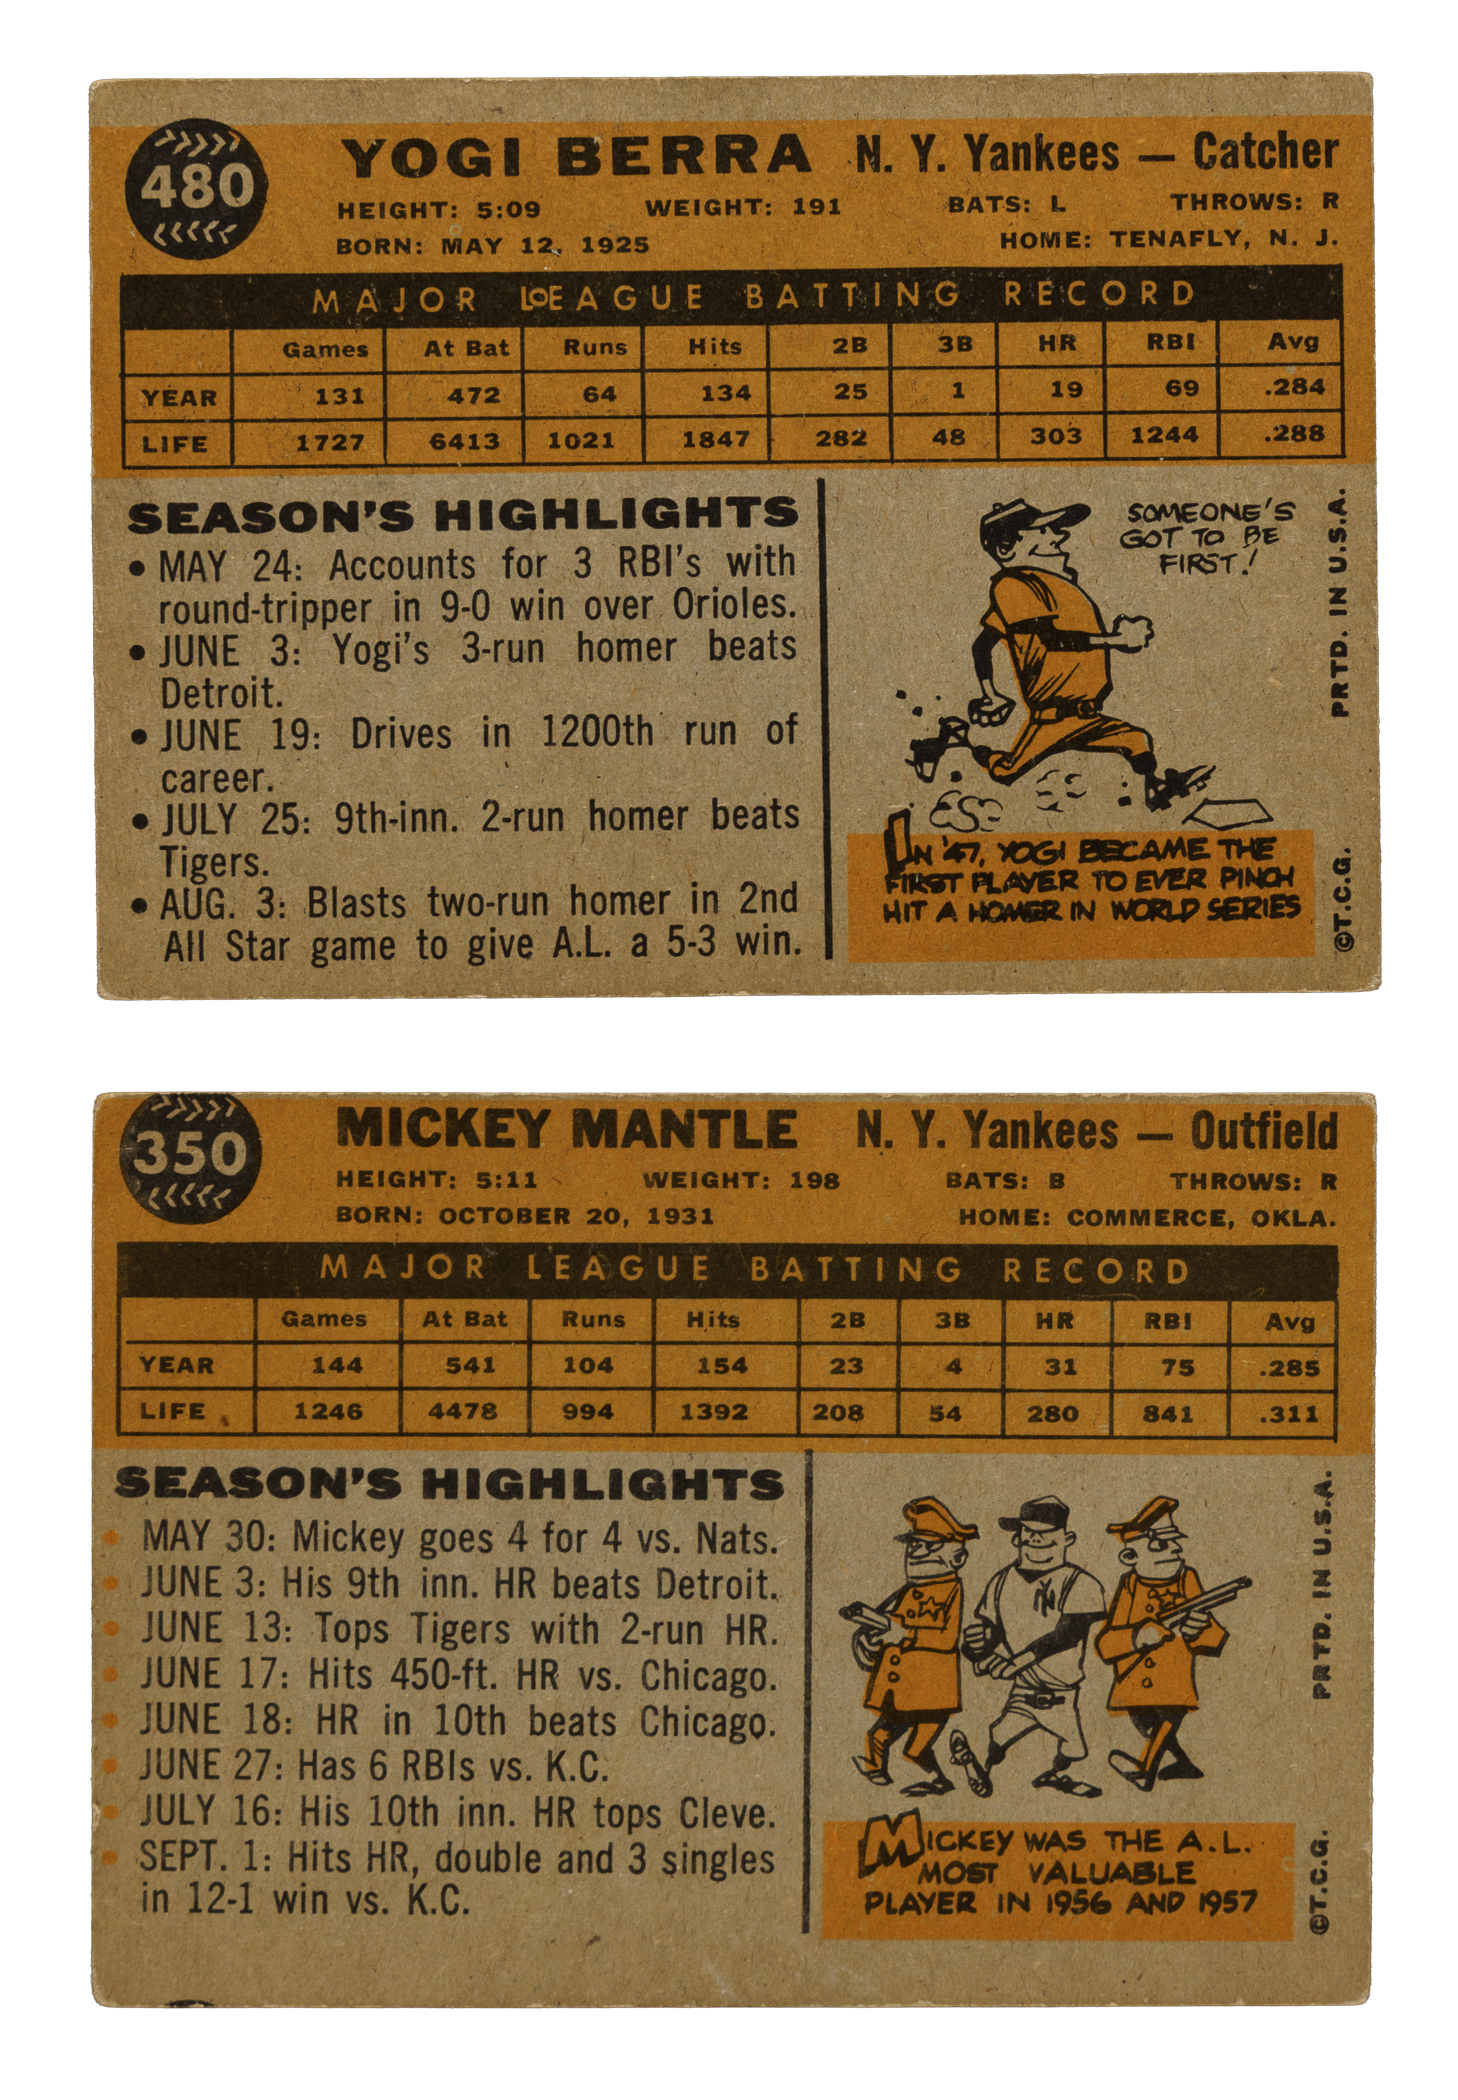 480
YOGI BERRA N. Y. Yankees — Catcher
HEIGHT: 5:09 WEIGHT: 191 BATS: L THROWS: R
BORN: MAY 12, 1925 HOME: TENAFLY, N. J.
MAJOR LOEAGUE BATTING RECORD
Games At Bat Runs Hits 2B 3B HR RBI Avg
YEAR 131 472 64 134 25 1 19 69 .284
LIFE 1727 6413 1021 1847 282 48 303 1244 .288
SEASON'S HIGHLIGHTS
• MAY 24: Accounts for 3 RBI's with
round-tripper in 9-0 win over Orioles.
• JUNE 3: Yogi's 3-run homer beats
Detroit.
• JUNE 19: Drives in 1200th run of
career.
• JULY 25: 9th-inn. 2-run homer beats
Tigers.
• AUG. 3: Blasts two-run homer in 2nd
All Star game to give A.L. a 5-3 win.
SOMEONE'S
GOT TO BE
FIRST!
IN '47, YOGI BECAME THE
FIRST PLAYER TO EVER PINCH
HIT A HOMER IN WORLD SERIES
©T.C.G. PRTD. IN U.S.A.
350
MICKEY MANTLE N. Y. Yankees — Outfield
HEIGHT: 5:11 WEIGHT: 198 BATS: B THROWS: R
BORN: OCTOBER 20, 1931 HOME: COMMERCE, OKLA.
MAJOR LEAGUE BATTING RECORD
Games At Bat Runs Hits 2B 3B HR RBI Avg
YEAR 144 541 104 154 23 4 31 75 .285
LIFE 1246 4478 994 1392 208 54 280 841 .311
SEASON'S HIGHLIGHTS
• MAY 30: Mickey goes 4 for 4 vs. Nats.
• JUNE 3: His 9th inn. HR beats Detroit.
• JUNE 13: Tops Tigers with 2-run HR.
• JUNE 17: Hits 450-ft. HR vs. Chicago.
• JUNE 18: HR in 10th beats Chicago.
• JUNE 27: Has 6 RBIs vs. K.C.
• JULY 16: His 10th inn. HR tops Cleve.
• SEPT. 1: Hits HR, double and 3 singles
in 12-1 win vs. K.C.
NY
MICKEY WAS THE A.L.
MOST VALUABLE
PLAYER IN 1956 AND 1957
©T.C.G. PRTD. IN U.S.A.